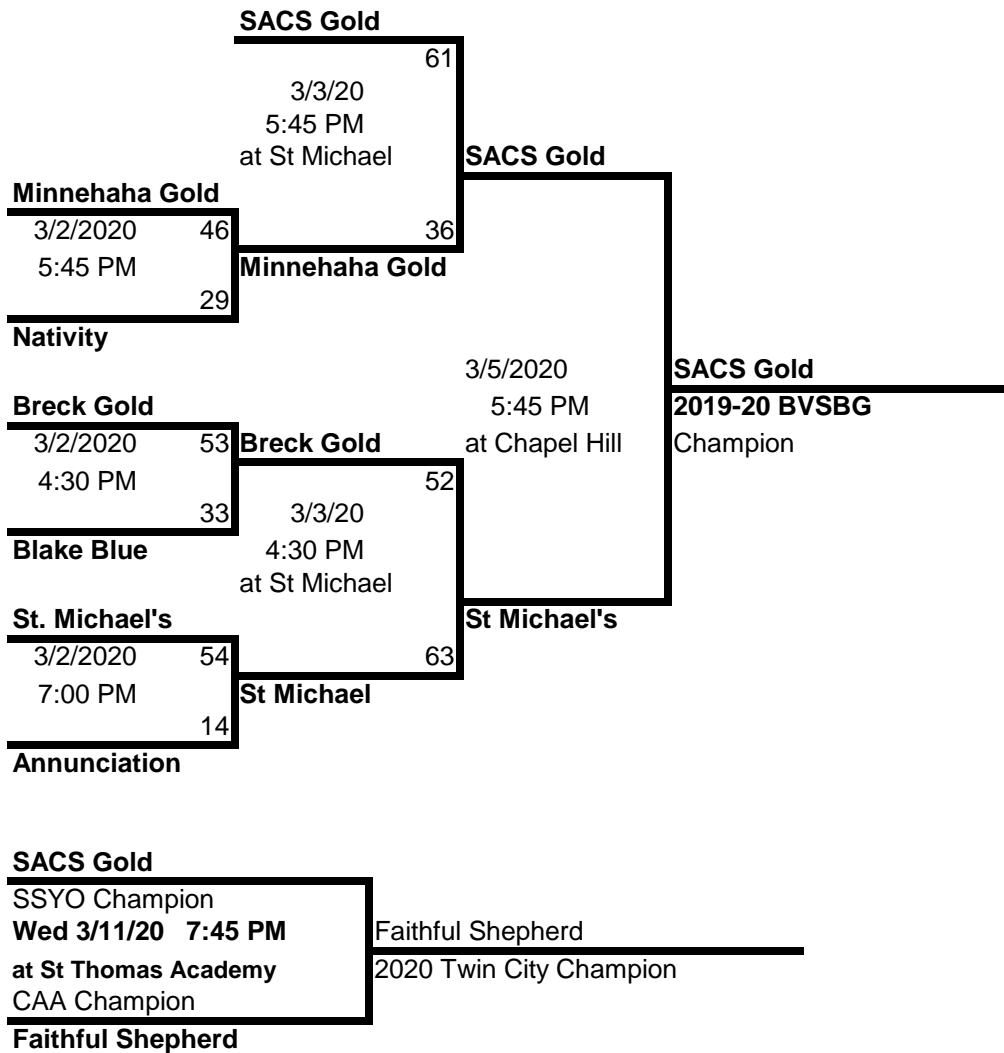 SACS Gold
61
3/3/20
5:45 PM
at St Michael
SACS Gold
Minnehaha Gold
3/2/2020 46
36
5:45 PM
Minnehaha Gold
29
Nativity
3/5/2020
SACS Gold
Breck Gold
5:45 PM
2019-20 BVSBG
3/2/2020 53
Breck Gold
at Chapel Hill
Champion
4:30 PM
52
33
3/3/20
Blake Blue
4:30 PM
at St Michael
St. Michael's
St Michael's
3/2/2020 54
63
7:00 PM
St Michael
14
Annunciation
SACS Gold
SSYO Champion
Wed 3/11/20 7:45 PM
Faithful Shepherd
at St Thomas Academy
2020 Twin City Champion
CAA Champion
Faithful Shepherd